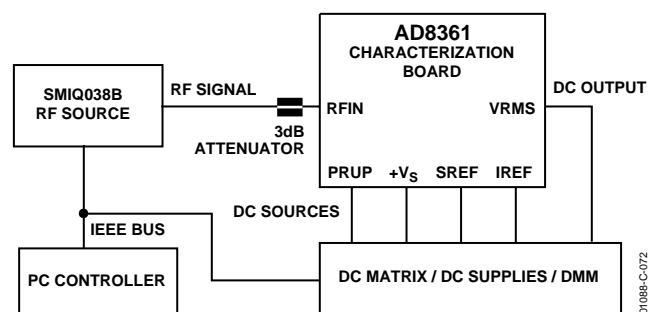 AD8361
CHARACTERIZATION
BOARD
SMIQ038B
RF SOURCE
RF SIGNAL
3dB
ATTENUATOR
RFIN
VRMS
DC OUTPUT
PRUP
+VS
SREF
IREF
DC SOURCES
IEEE BUS
PC CONTROLLER
DC MATRIX / DC SUPPLIES / DMM
01088-C-072